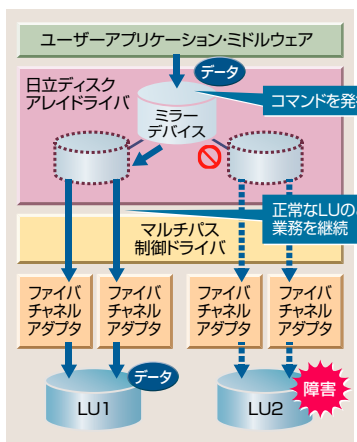 ユーザーアプリケーション・ミドルウェア
データ
日立ディスク
アレイドライバ
コマンドを発
ミラー
デバイス
正常なLUの
業務を継続
マルチパス
制御ドライバ
ファイバ
チャネル
アダプタ
ファイバ
チャネル
アダプタ
ファイバ
チャネル
アダプタ
ファイバ
チャネル
アダプタ
データ
障害
LU1
LU2